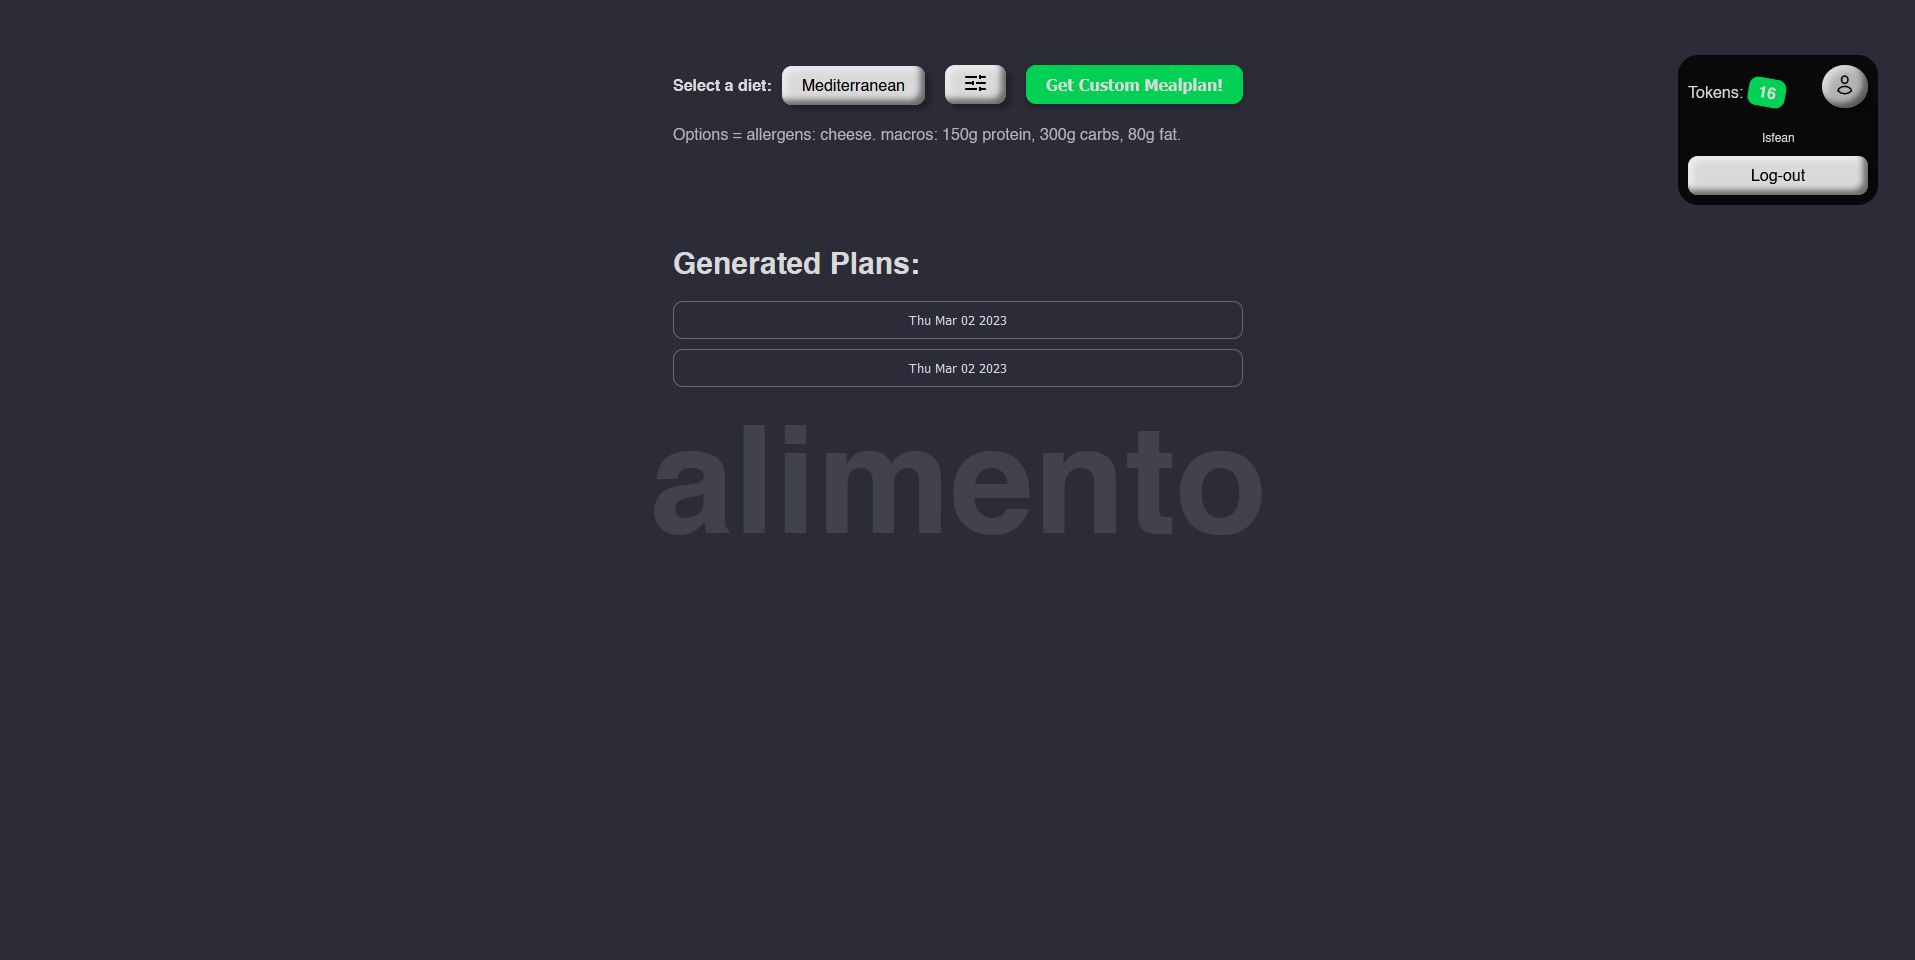 Select a diet: Mediterranean Get Custom Mealplan!
Tokens: 16
Options = allergens: cheese. macros: 150g protein, 300g carbs, 80g fat.
Isfean
Log-out
Generated Plans:
Thu Mar 02 2023
Thu Mar 02 2023
alimento